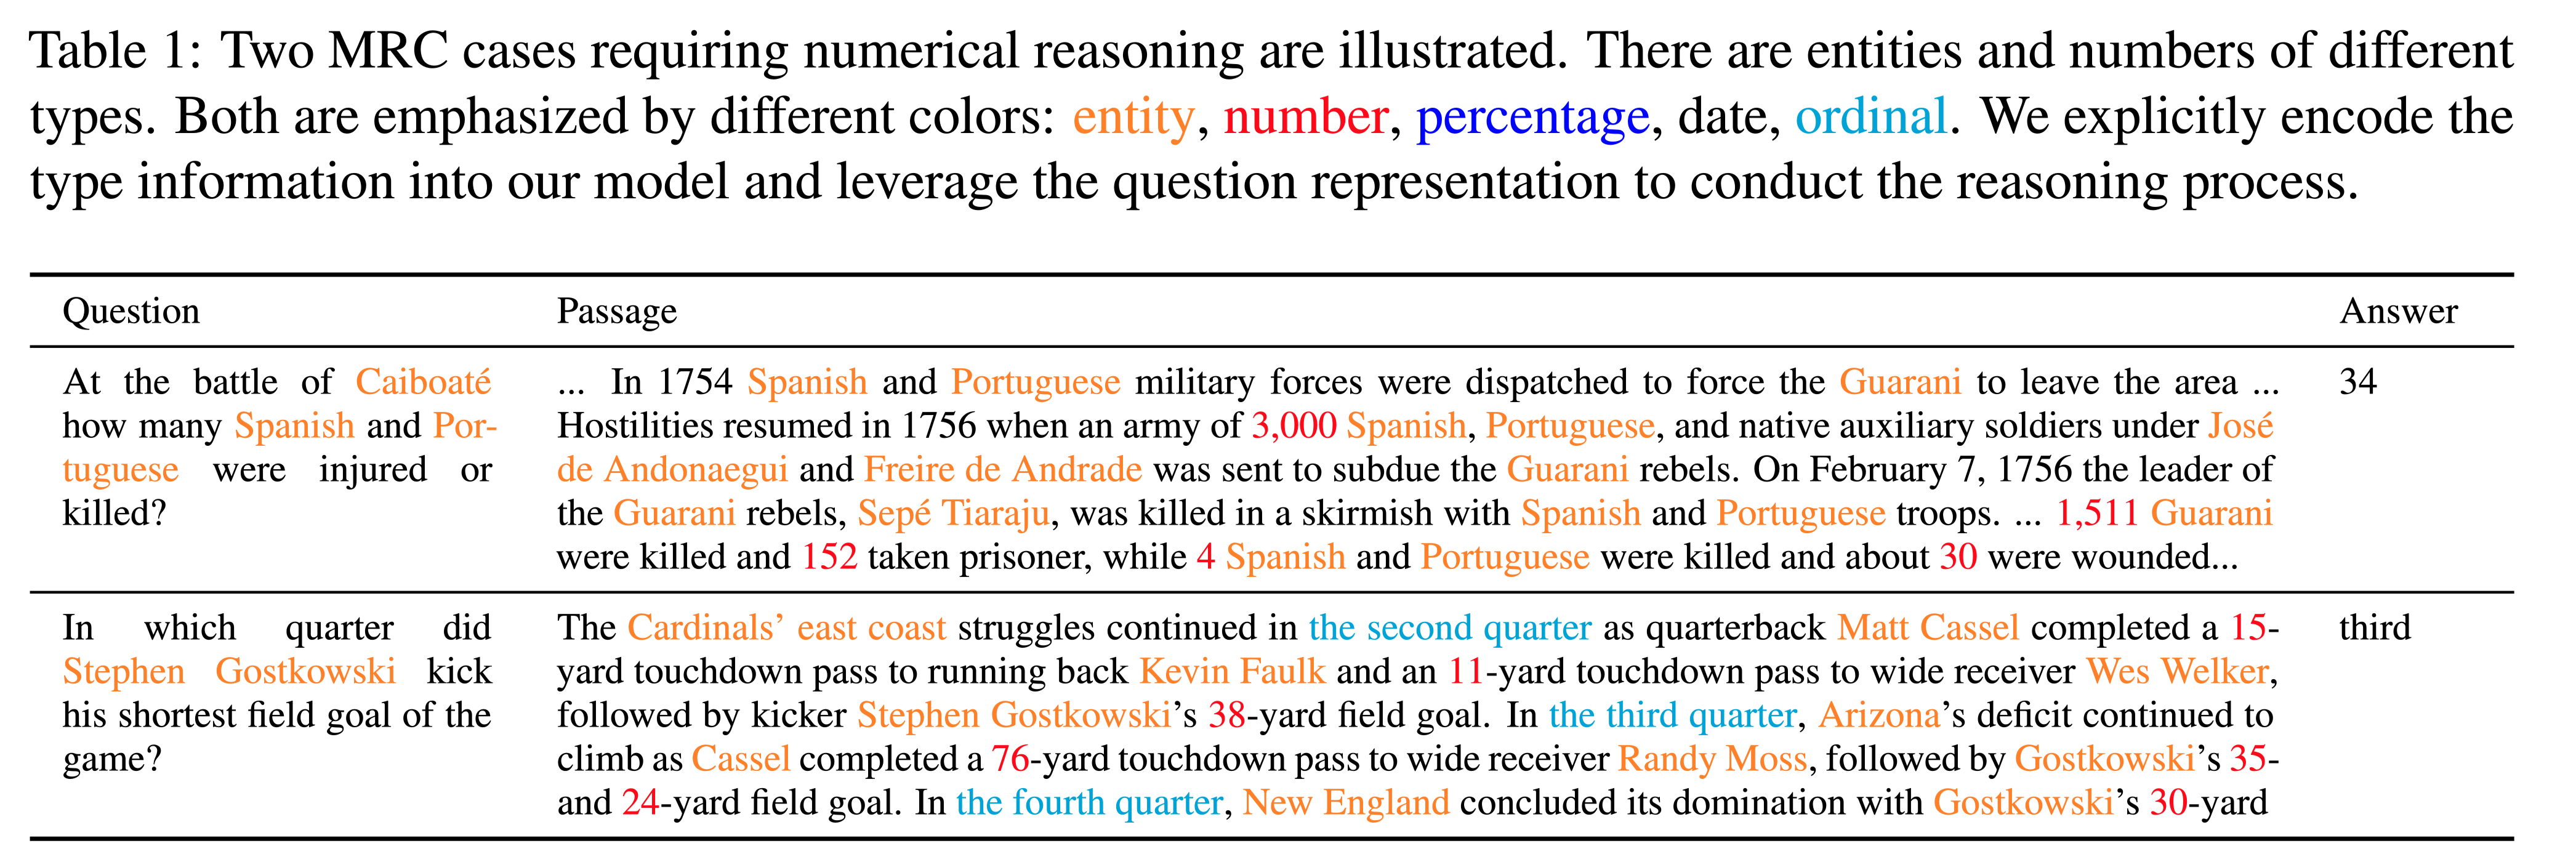 Table 1: Two MRC cases requiring numerical reasoning are illustrated. There are entities and numbers of different
types. Both are emphasized by different colors: entity, number, percentage, date, ordinal. We explicitly encode the
type information into our model and leverage the question representation to conduct the reasoning process.
Question Passage Answer
At the battle of Caiboaté
how many Spanish and Por-
tuguese were injured or
killed?
... In 1754 Spanish and Portuguese military forces were dispatched to force the Guarani to leave the area ...
Hostilities resumed in 1756 when an army of 3,000 Spanish, Portuguese, and native auxiliary soldiers under José
de Andonaegui and Freire de Andrade was sent to subdue the Guarani rebels. On February 7, 1756 the leader of
the Guarani rebels, Sepé Tiaraju, was killed in a skirmish with Spanish and Portuguese troops. ... 1,511 Guarani
were killed and 152 taken prisoner, while 4 Spanish and Portuguese were killed and about 30 were wounded...
34
In which quarter did
Stephen Gostkowski kick
his shortest field goal of the
game?
The Cardinals’ east coast struggles continued in the second quarter as quarterback Matt Cassel completed a 15-
yard touchdown pass to running back Kevin Faulk and an 11-yard touchdown pass to wide receiver Wes Welker,
followed by kicker Stephen Gostkowski’s 38-yard field goal. In the third quarter, Arizona’s deficit continued to
climb as Cassel completed a 76-yard touchdown pass to wide receiver Randy Moss, followed by Gostkowski’s 35-
and 24-yard field goal. In the fourth quarter, New England concluded its domination with Gostkowski’s 30-yard
third